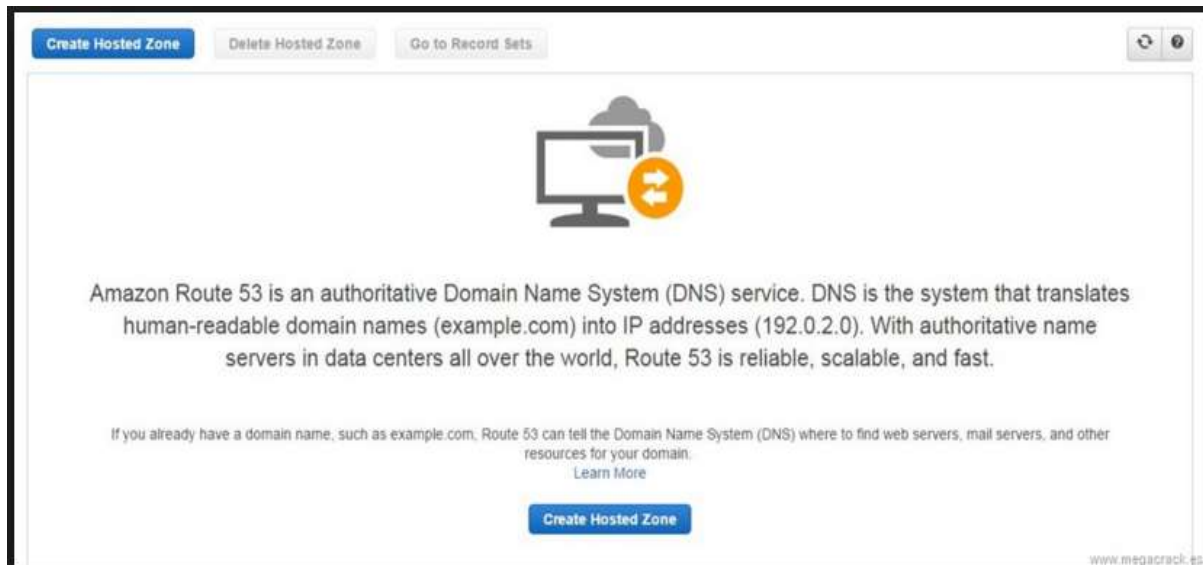 Create Hosted Zone Delete Hosted Zone Go to Record Sets
Amazon Route 53 is an authoritative Domain Name System (DNS) service. DNS is the system that translates
human-readable domain names (example.com) into IP addresses (192.0.2.0). With authoritative name
servers in data centers all over the world, Route 53 is reliable, scalable, and fast.
If you already have a domain name, such as example.com, Route 53 can tell the Domain Name System (DNS) where to find web servers, mail servers, and other
resources for your domain.
Learn More
Create Hosted Zone
www.megacrack.es